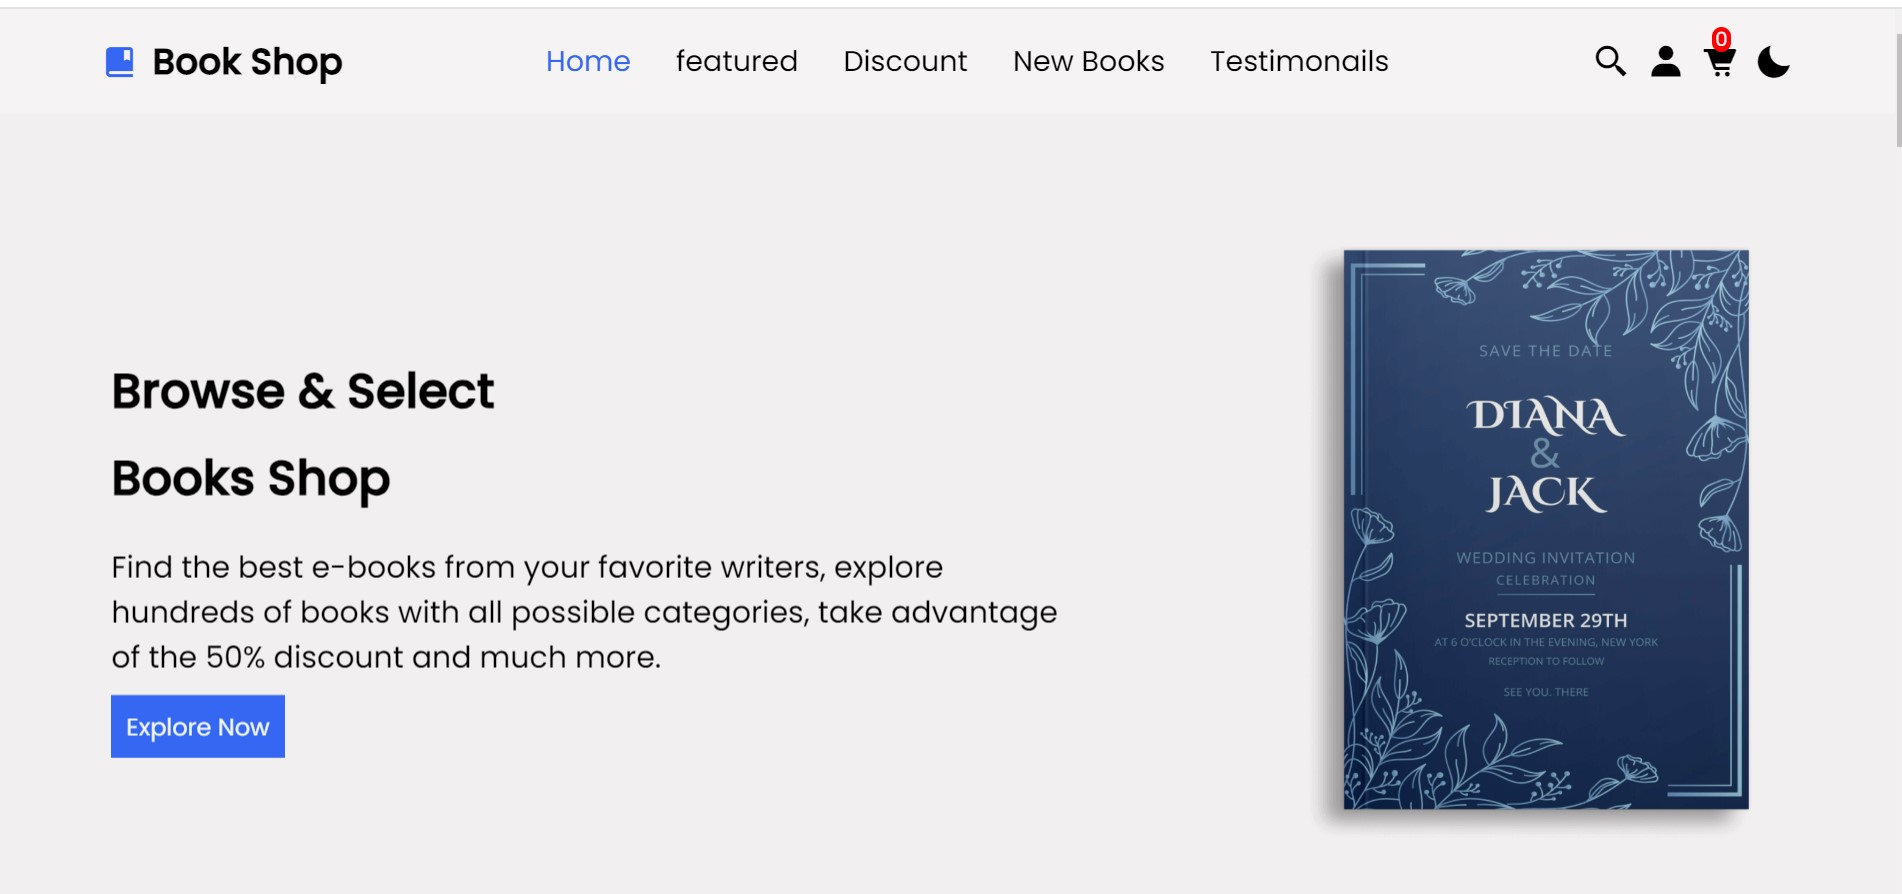 Book Shop
Home featured Discount New Books Testimonails
0
Browse & Select
Books Shop
Find the best e-books from your favorite writers, explore
hundreds of books with all possible categories, take advantage
of the 50% discount and much more.
Explore Now
SAVE THE DATE
DIANA
&
JACK
WEDDING INVITATION
CELEBRATION
SEPTEMBER 29TH
AT 6 O'CLOCK IN THE EVENING, NEW YORK
RECEPTION TO FOLLOW
SEE YOU. THERE